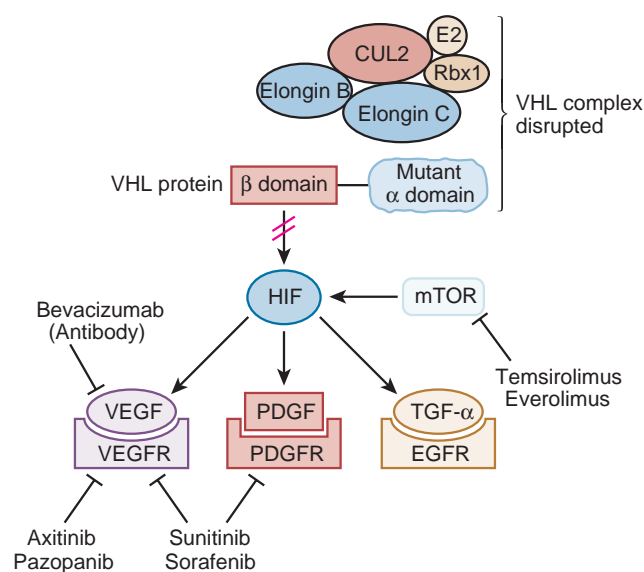 E2
CUL2
Rbx1
Elongin B
Elongin C
VHL complex
disrupted
VHL protein
β domain
Mutant
α domain
HIF
mTOR
Bevacizumab
(Antibody)
Temsirolimus
Everolimus
VEGF
PDGF
TGF-α
VEGFR
PDGFR
EGFR
Axitinib
Pazopanib
Sunitinib
Sorafenib